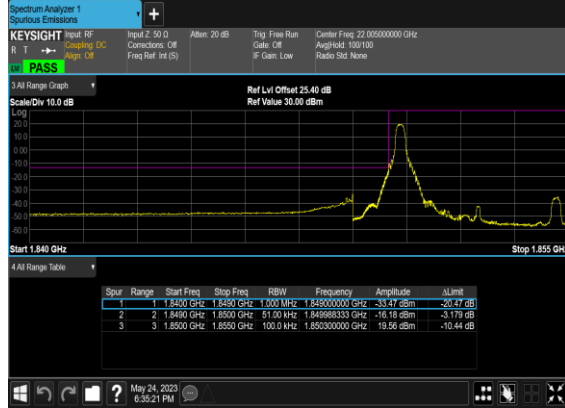 Spectrum Analyzer 1
Spurious Emissions
KEYSIGHT Input: RF
R T Coupling: DC
Align: Off
Input Z: 50 Ω
Corrections: Off
Freq Ref: Int (S)
Atten: 20 dB
Trig: Free Run
Gate: Off
IF Gain: Low
Center Freq: 22.005000000 GHz
Avg|Hold: 100/100
Radio Std: None
PASS
3 All Range Graph
Ref Lvl Offset 25.40 dB
Scale/Div 10.0 dB
Ref Value 30.00 dBm
Log
20.0
10.0
0.00
-10.0
-20.0
-30.0
-40.0
-50.0
-60.0
Start 1.840 GHz
Stop 1.855 GH
4 All Range Table
Spur Range Start Freq Stop Freq RBW Frequency Amplitude ΔLimit
1 1 1.8400 GHz 1.8490 GHz 1.000 MHz 1.849000000 GHz -33.47 dBm -20.47 dB
2 2 1.8490 GHz 1.8500 GHz 51.00 kHz 1.849988333 GHz -16.18 dBm -3.179 dB
3 3 1.8500 GHz 1.8550 GHz 100.0 kHz 1.850300000 GHz 19.56 dBm -10.44 dB
?
May 24, 2023
6:35:21 PM